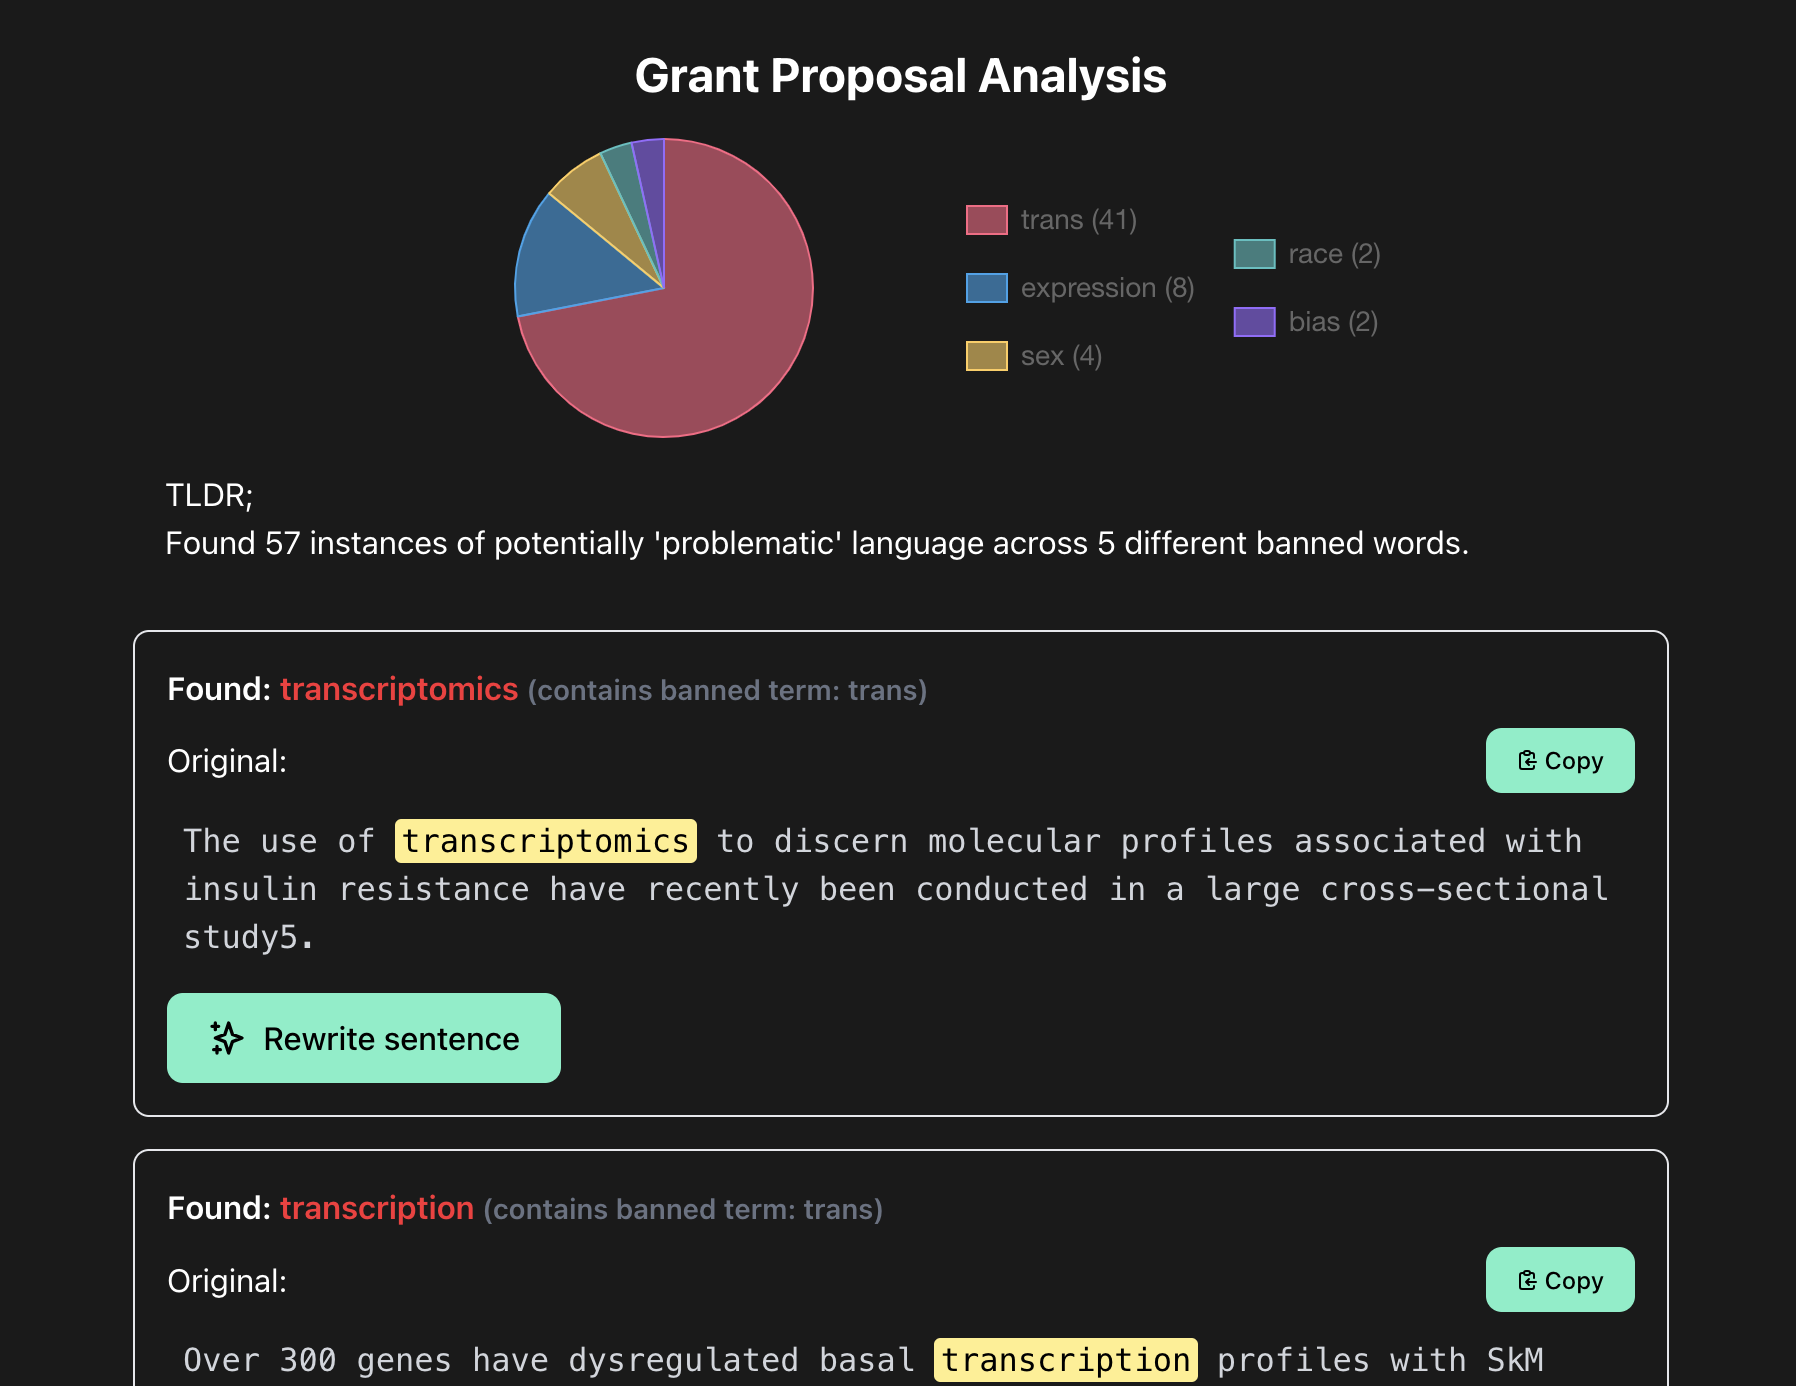 Grant Proposal Analysis
trans (41)
expression (8)
sex (4)
race (2)
bias (2)
TLDR;
Found 57 instances of potentially 'problematic' language across 5 different banned words.
Found: transcriptomics (contains banned term: trans)
Original:
Copy
The use of transcriptomics to discern molecular profiles associated with
insulin resistance have recently been conducted in a large cross-sectional
study5.
Rewrite sentence
Found: transcription (contains banned term: trans)
Original:
Copy
Over 300 genes have dysregulated basal transcription profiles with SkM